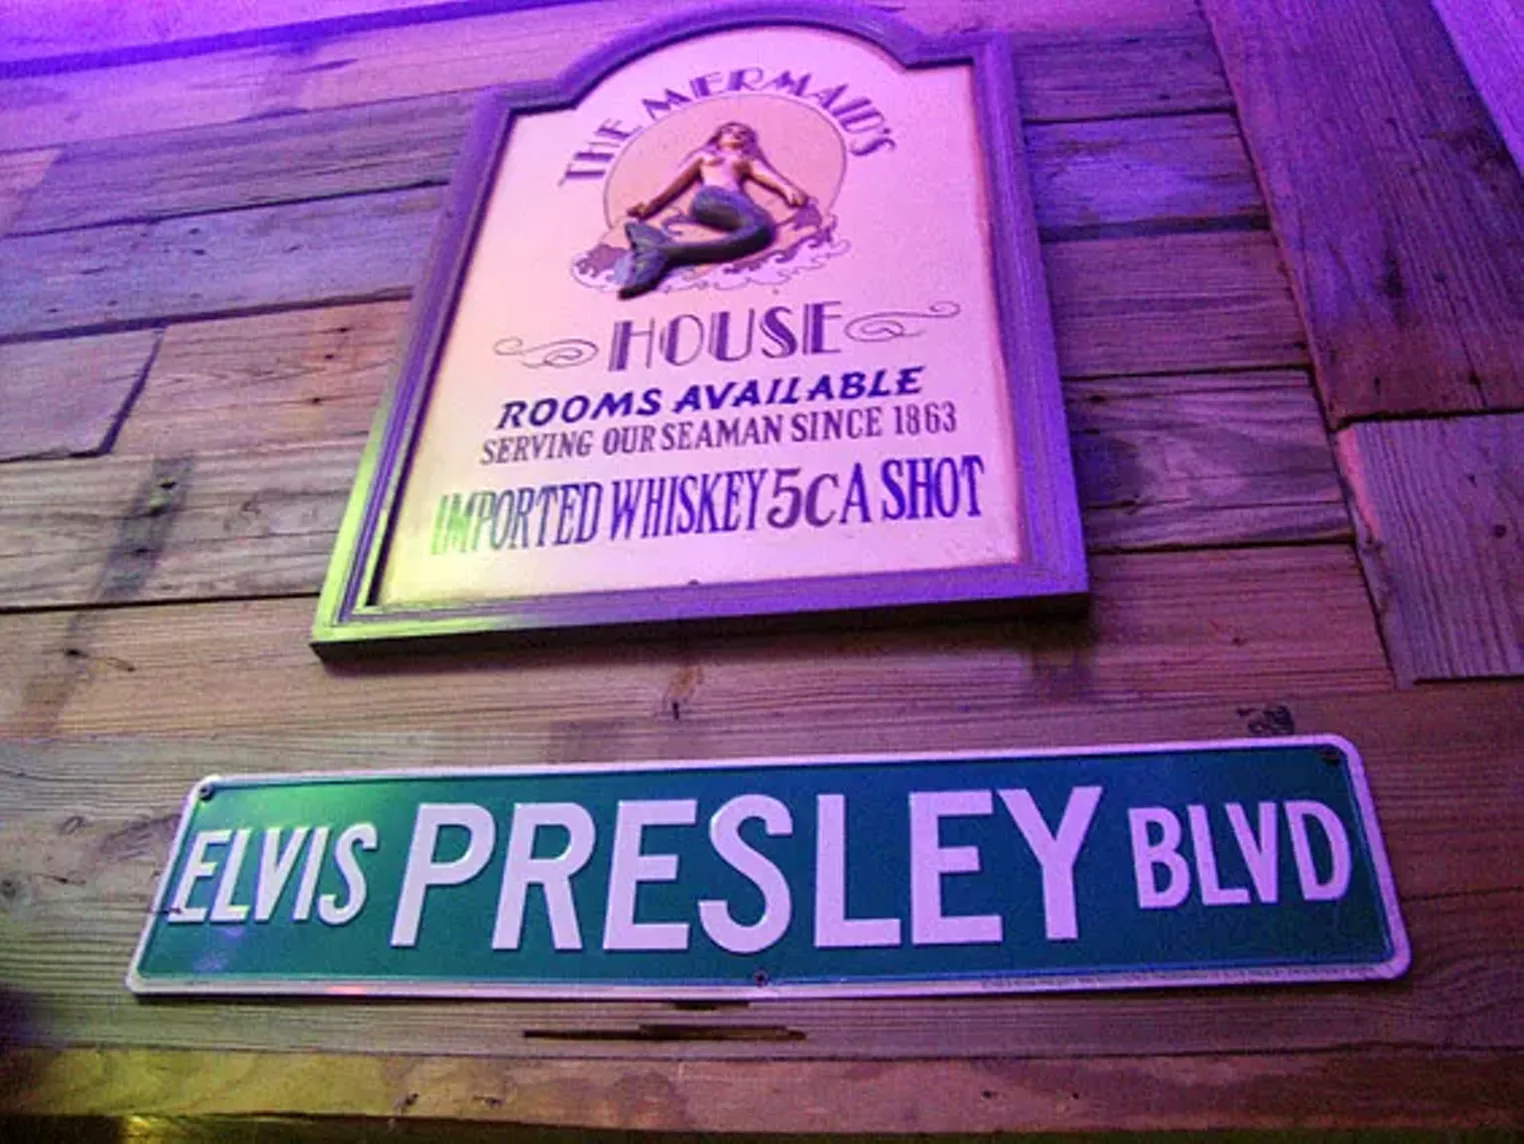 THE MERMAID'S
HOUSE
ROOMS AVAILABLE
SERVING OUR SEAMAN SINCE 1863
IMPORTED WHISKEY 5C A SHOT
ELVIS PRESLEY BLVD